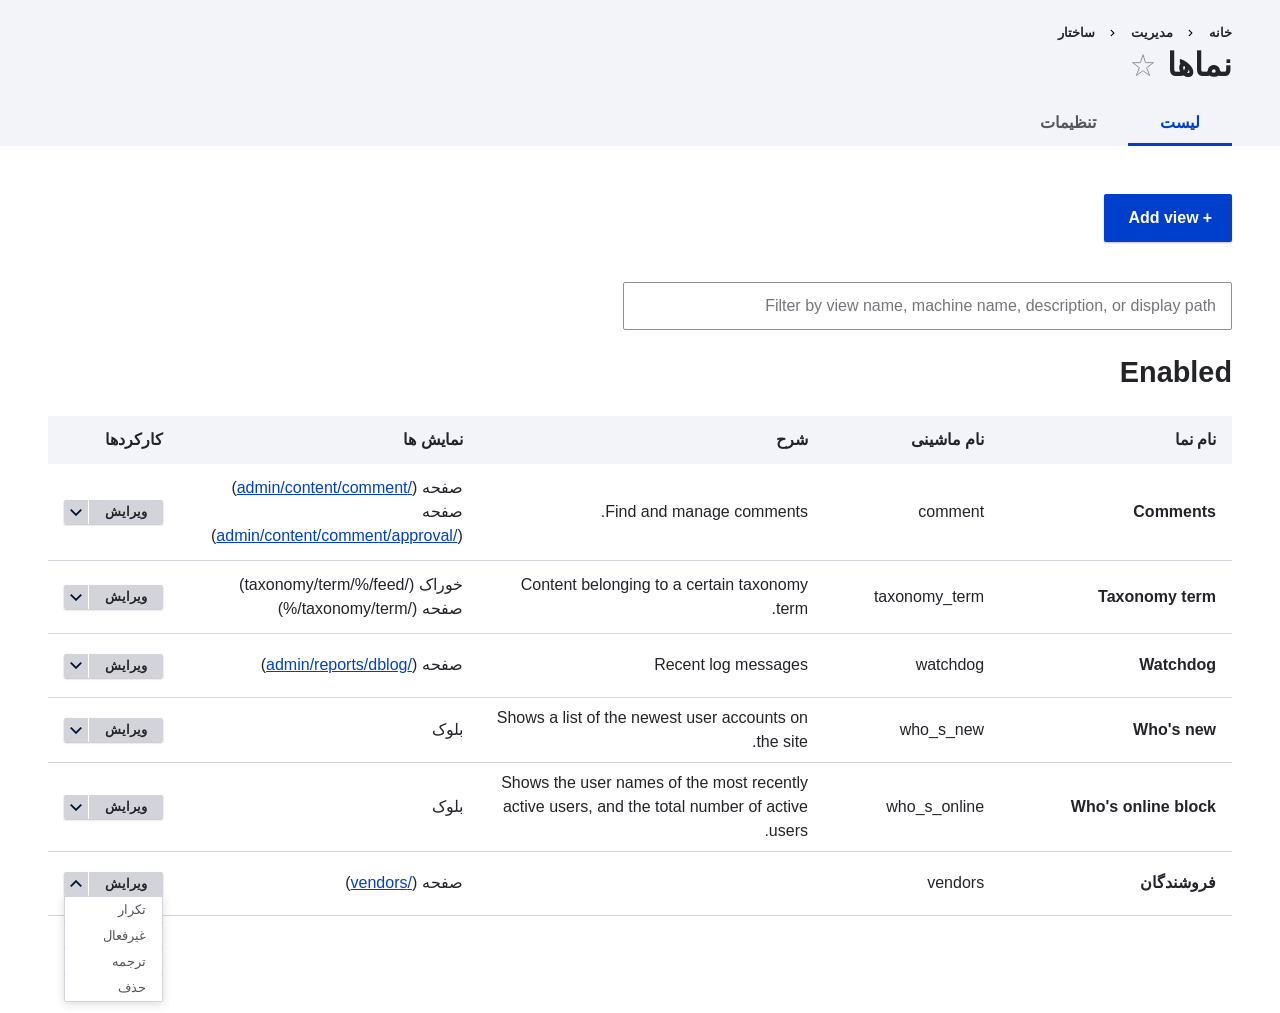 خانه › مدیریت › ساختار
نماها
لیست تنظیمات
Add view +
Filter by view name, machine name, description, or display path
Enabled
نام نما نام ماشینی شرح نمایش ها کارکردها
Comments comment Find and manage comments. صفحه (/admin/content/comment)
صفحه
(/admin/content/comment/approval)
ویرایش
Taxonomy term taxonomy_term Content belonging to a certain taxonomy
term.
خوراک (/taxonomy/term/%/feed)
صفحه (/taxonomy/term/%)
ویرایش
Watchdog watchdog Recent log messages صفحه (/admin/reports/dblog) ویرایش
Who's new who_s_new Shows a list of the newest user accounts on
the site.
بلوک ویرایش
Who's online block who_s_online Shows the user names of the most recently
active users, and the total number of active
users.
بلوک ویرایش
فروشندگان vendors صفحه (/vendors) ویرایش
تکرار
غیرفعال
ترجمه
حذف